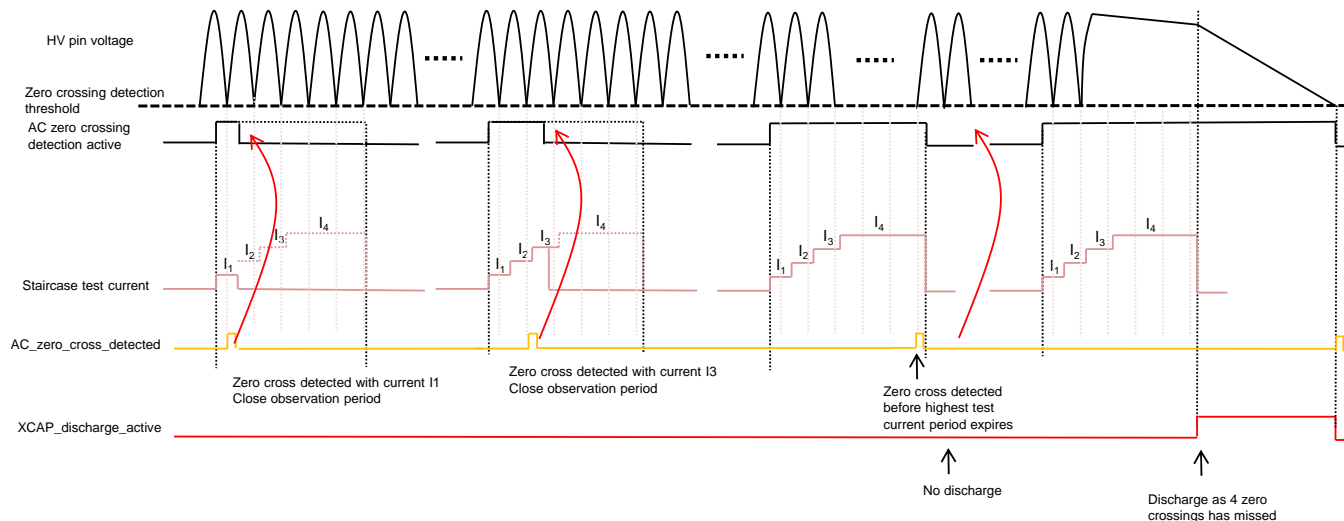 HV pin voltage
Zero crossing detection
threshold
AC zero crossing
detection active
I1
I2
I3
I4
I1
I2
I3
I4
I1
I2
I3
I4
I1
I2
I3
I4
Staircase test current
AC_zero_cross_detected
Zero cross detected with current I1
Close observation period
Zero cross detected with current I3
Close observation period
Zero cross detected
before highest test
current period expires
XCAP_discharge_active
No discharge
Discharge as 4 zero
crossings has missed